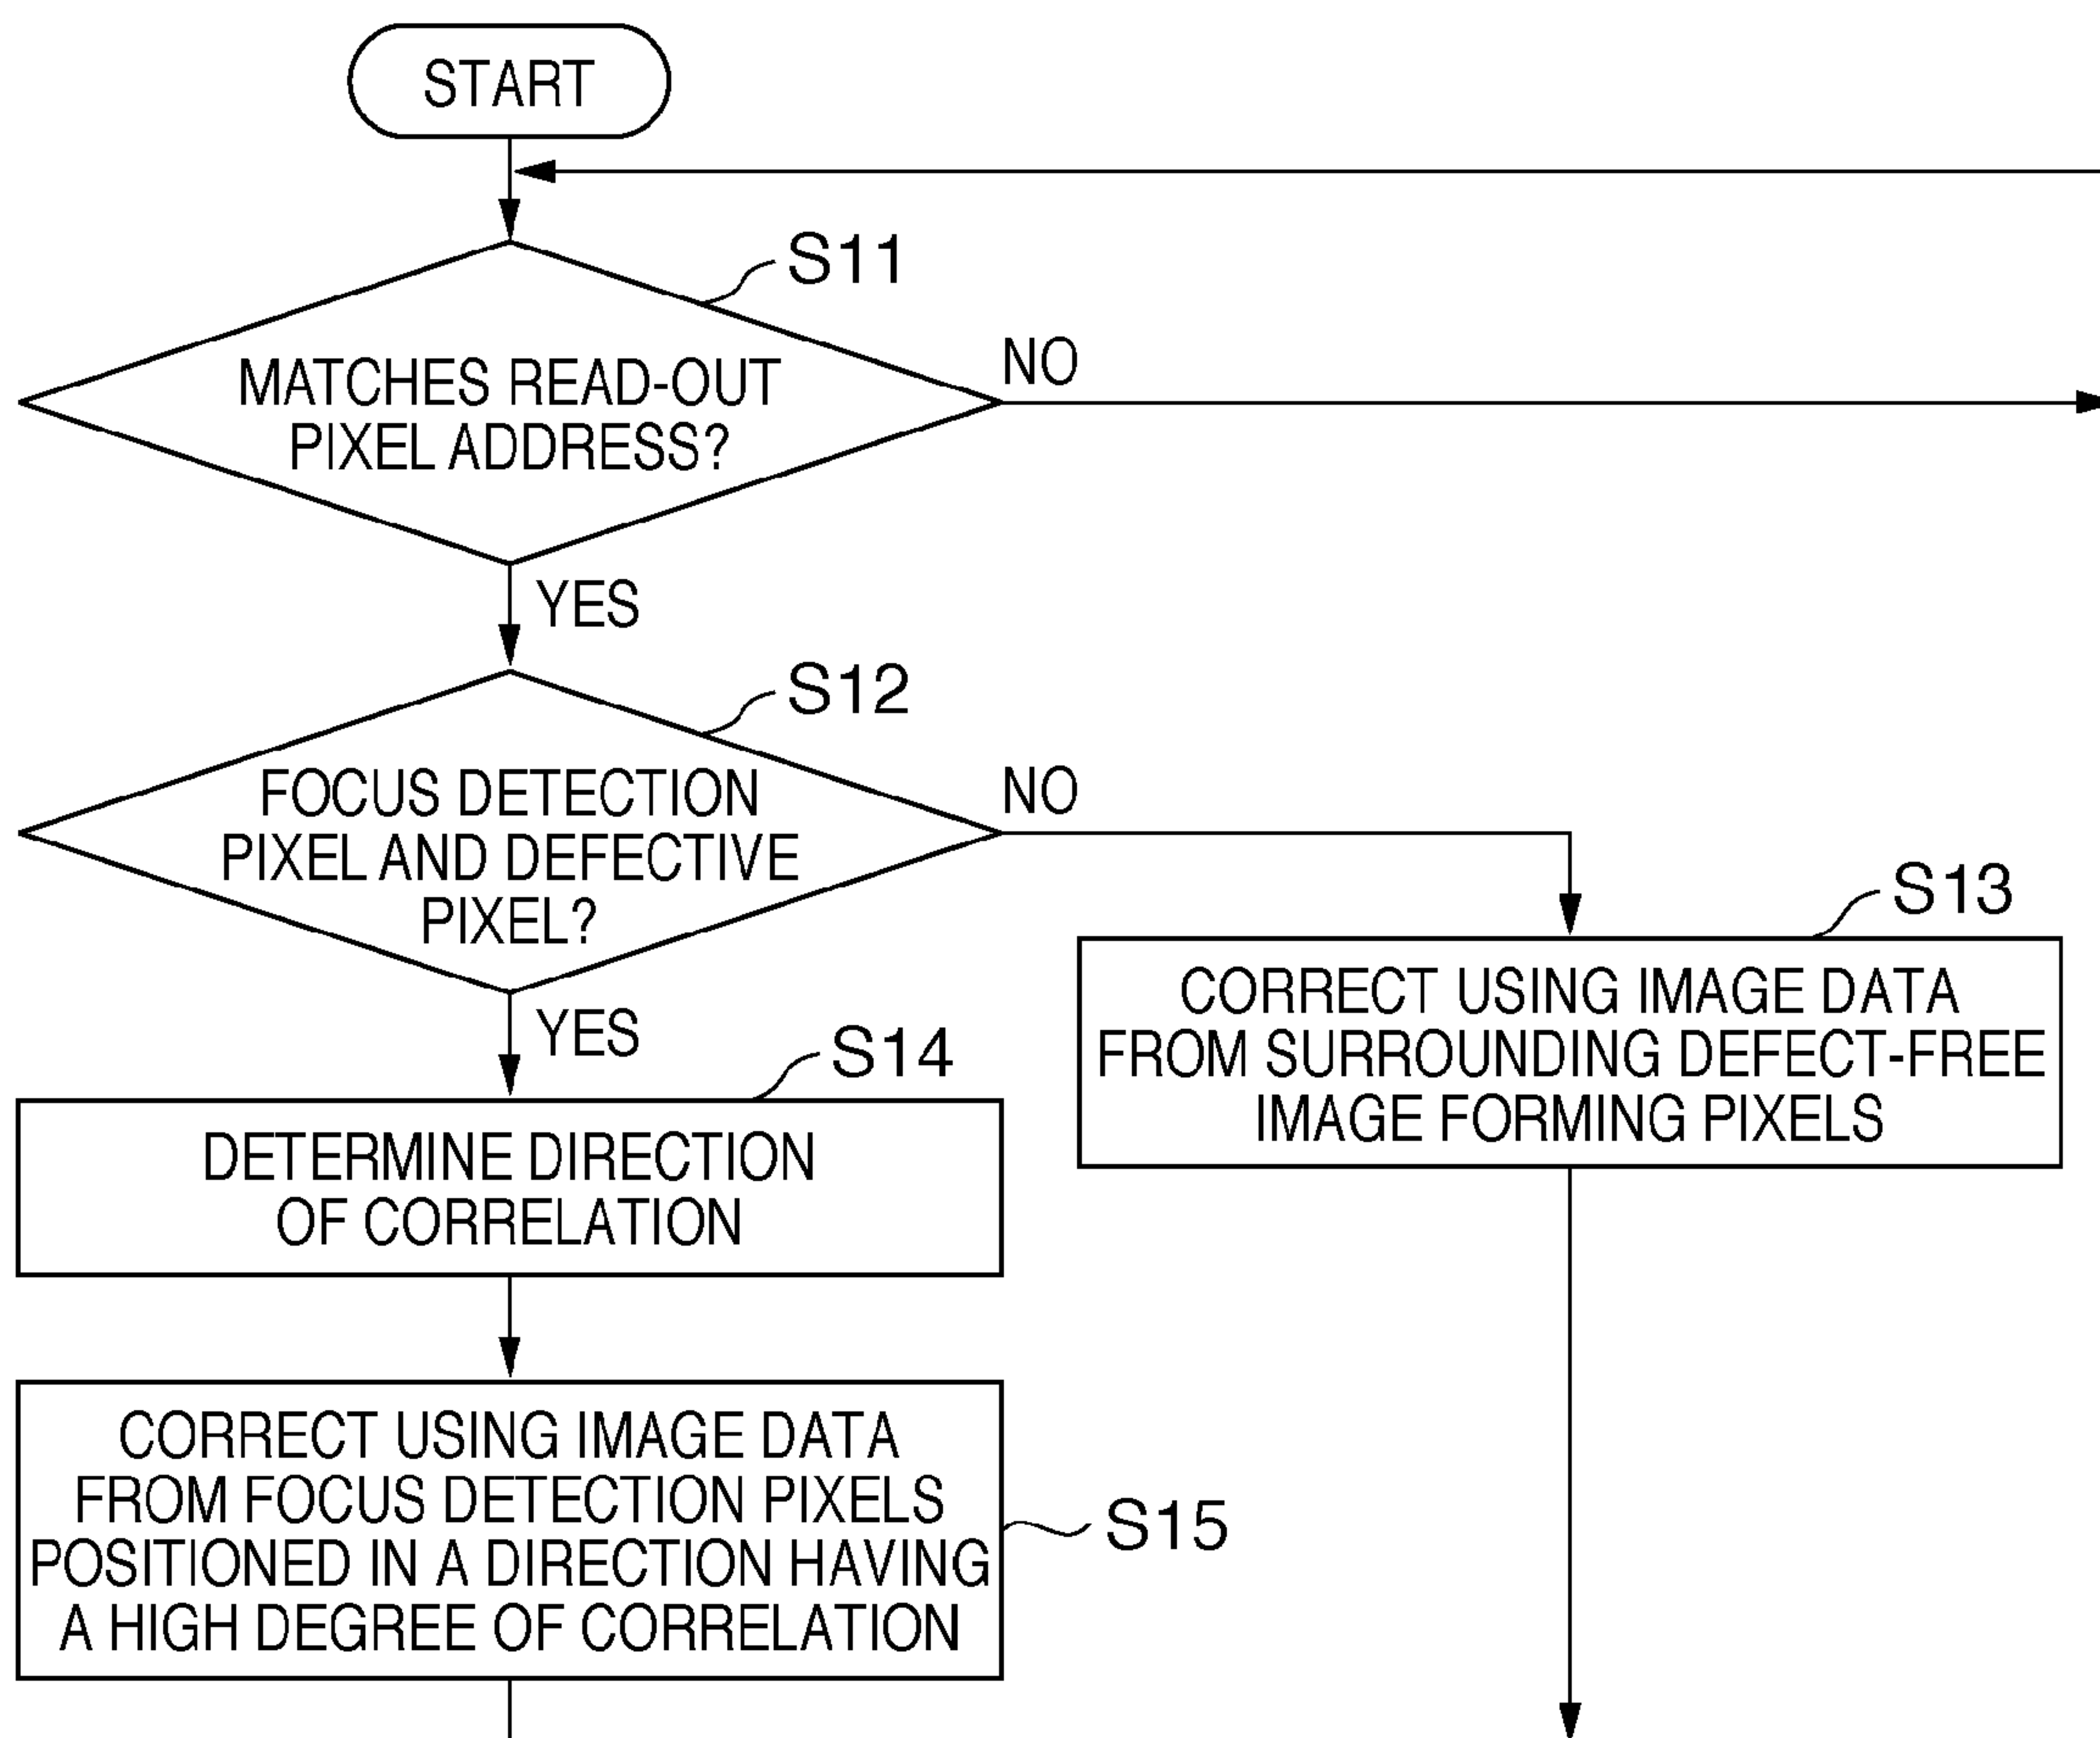 START
S11
MATCHES READ-OUT
PIXEL ADDRESS?
NO
YES
S12
FOCUS DETECTION
PIXEL AND DEFECTIVE
PIXEL?
NO
YES
S13
CORRECT USING IMAGE DATA
FROM SURROUNDING DEFECT-FREE
IMAGE FORMING PIXELS
S14
DETERMINE DIRECTION
OF CORRELATION
CORRECT USING IMAGE DATA
FROM FOCUS DETECTION PIXELS
POSITIONED IN A DIRECTION HAVING
A HIGH DEGREE OF CORRELATION
S15